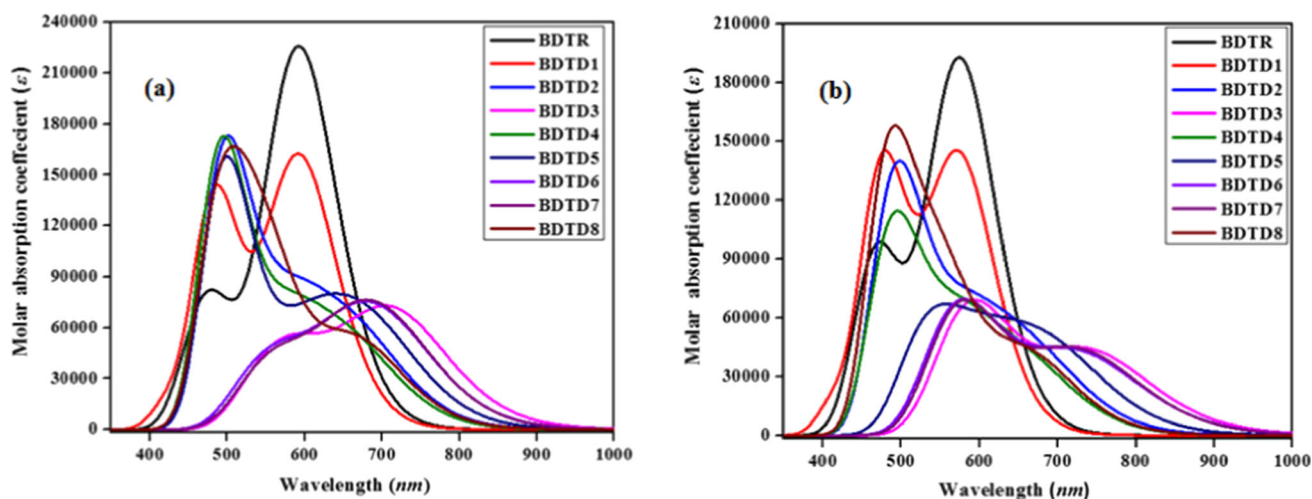 (a)
Molar absorption coeffecient (ε)
240000
210000
180000
150000
120000
90000
60000
30000
0
400 500 600 700 800 900 1000
Wavelength (nm)
BDTR
BDTD1
BDTD2
BDTD3
BDTD4
BDTD5
BDTD6
BDTD7
BDTD8
(b)
Molar absorption coeffecient (ε)
210000
180000
150000
120000
90000
60000
30000
0
400 500 600 700 800 900 1000
Wavelength (nm)
BDTR
BDTD1
BDTD2
BDTD3
BDTD4
BDTD5
BDTD6
BDTD7
BDTD8